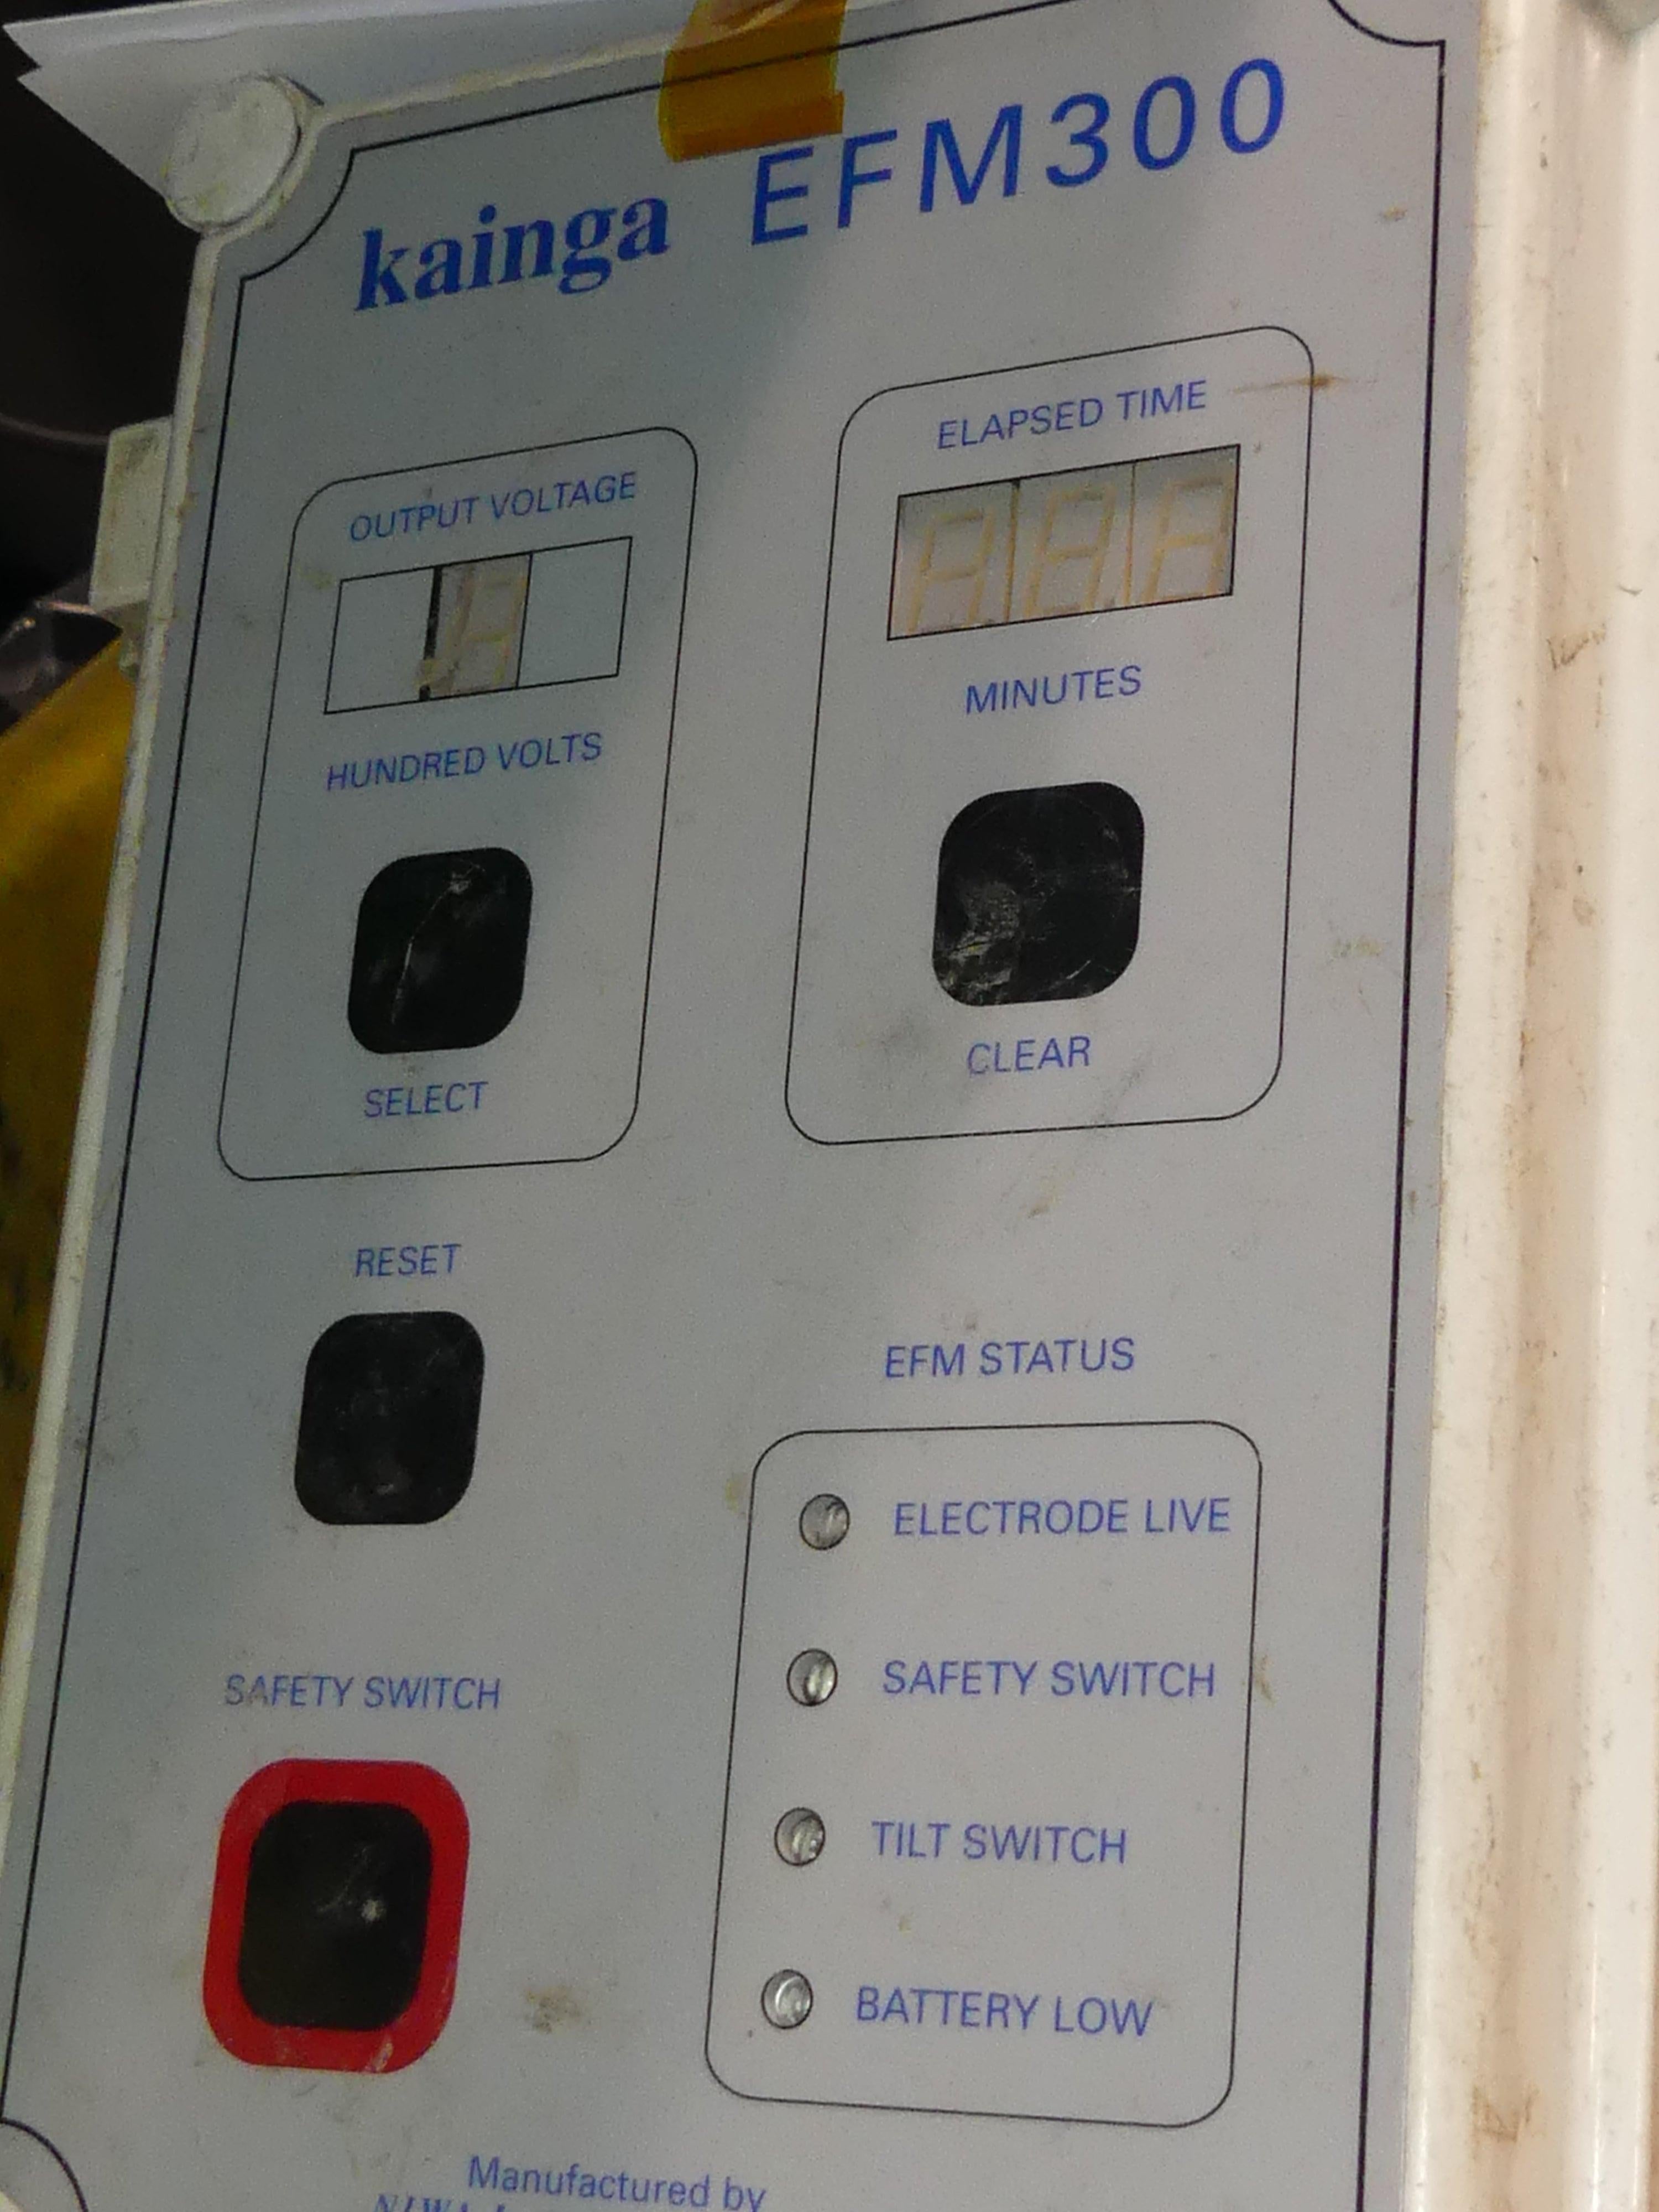 kainga EFM300
OUTPUT VOLTAGE
HUNDRED VOLTS
SELECT
ELAPSED TIME
MINUTES
CLEAR
RESET
EFM STATUS
ELECTRODE LIVE
SAFETY SWITCH
TILT SWITCH
BATTERY LOW
SAFETY SWITCH
Manufactured by
NIWA